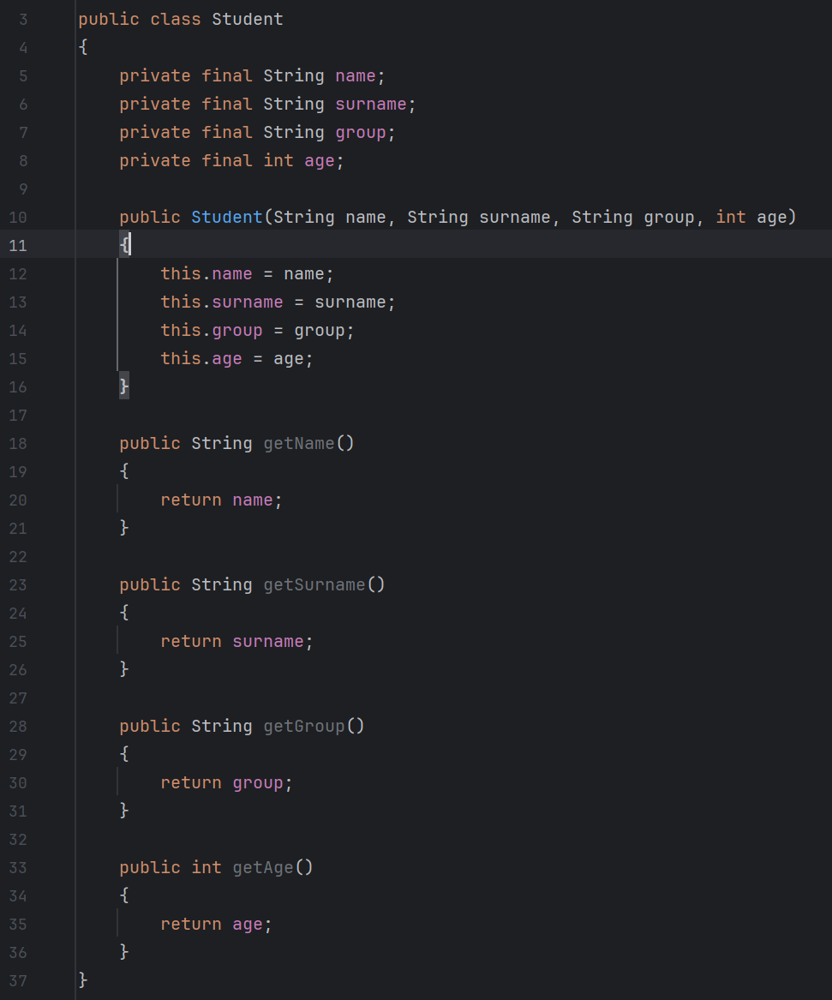 3 public class Student
4 {
5     private final String name;
6     private final String surname;
7     private final String group;
8     private final int age;
9
10     public Student(String name, String surname, String group, int age)
11     {
12         this.name = name;
13         this.surname = surname;
14         this.group = group;
15         this.age = age;
16     }
17
18     public String getName()
19     {
20         return name;
21     }
22
23     public String getSurname()
24     {
25         return surname;
26     }
27
28     public String getGroup()
29     {
30         return group;
31     }
32
33     public int getAge()
34     {
35         return age;
36     }
37 }